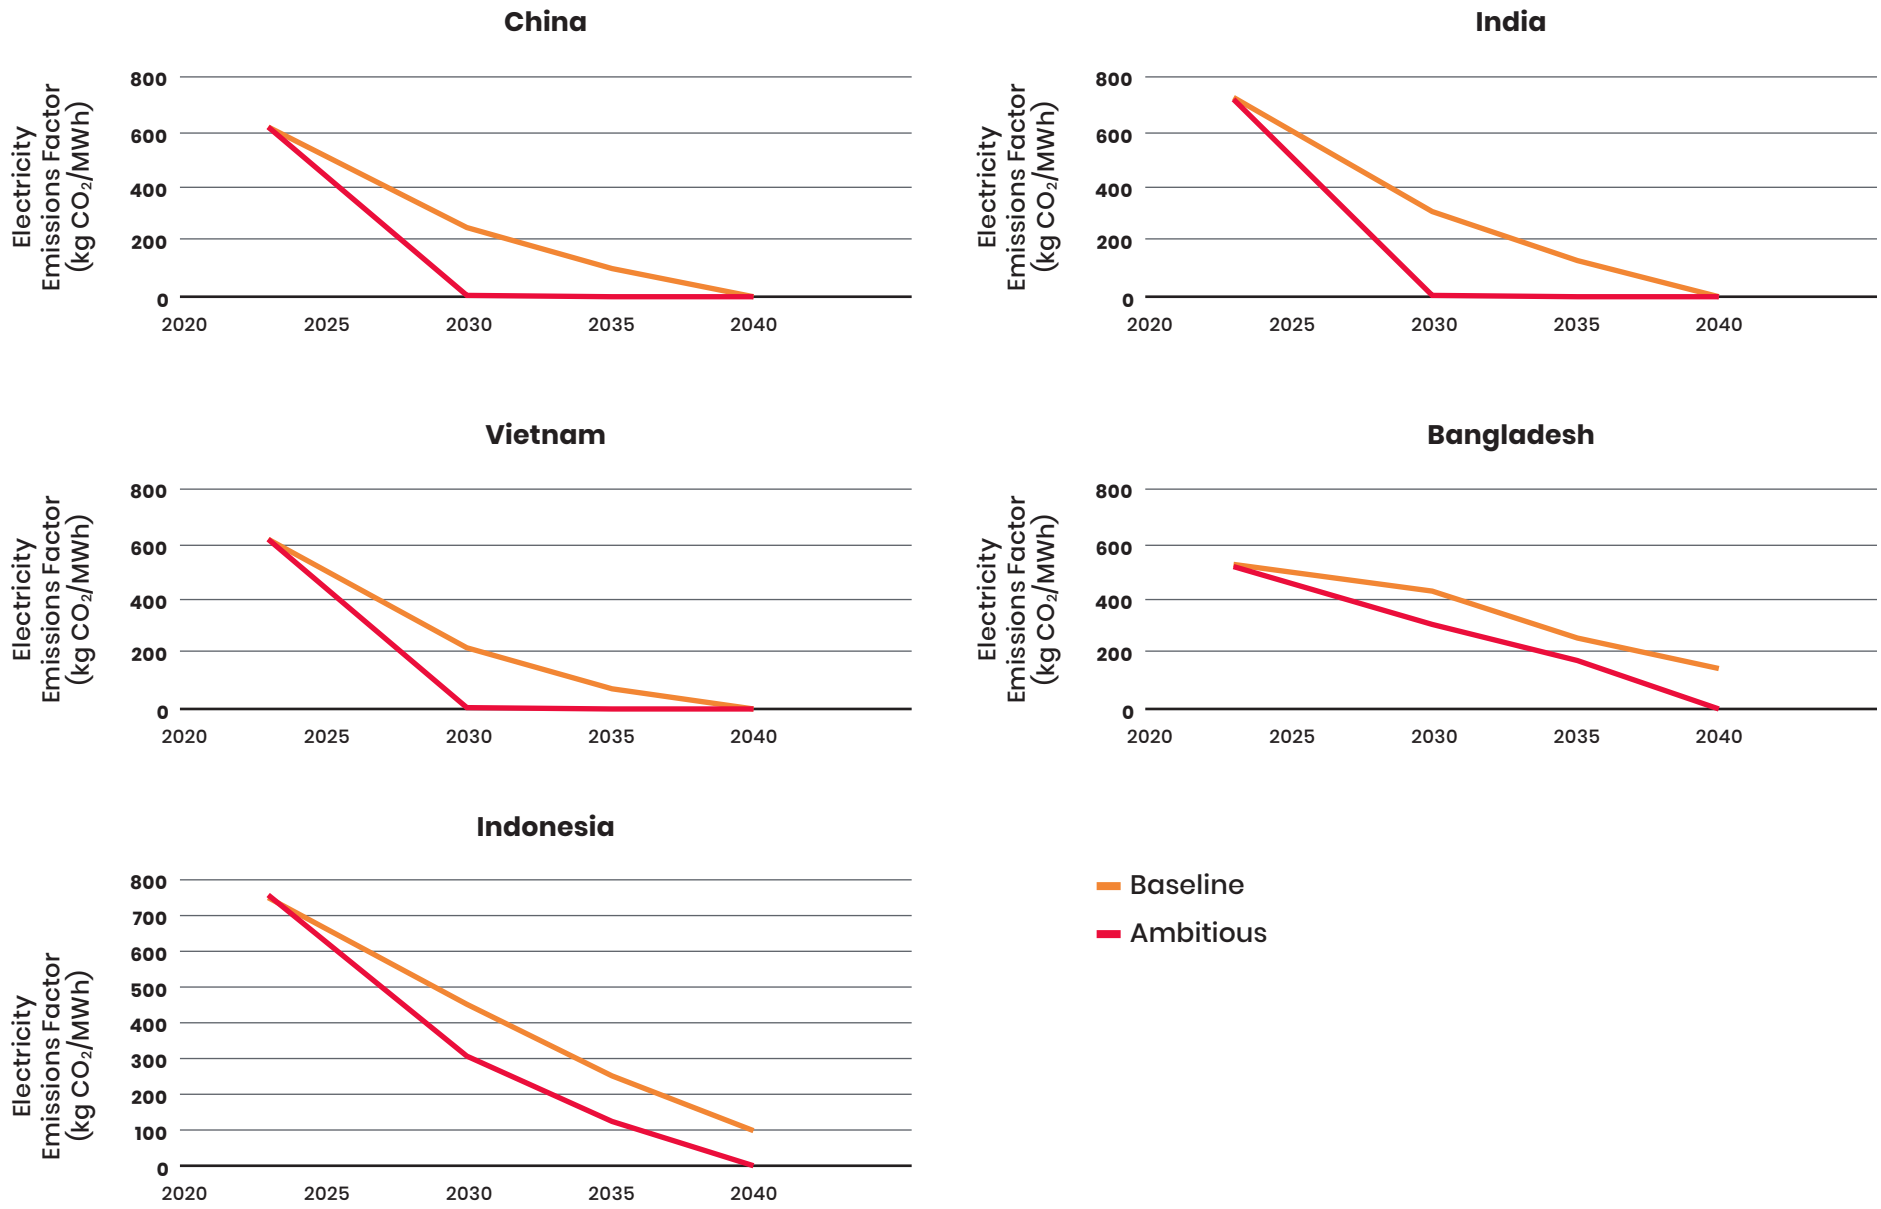 China
Electricity
Emissions Factor
(kg CO₂/MWh)
800
600
400
200
0
2020 2025 2030 2035 2040
India
Electricity
Emissions Factor
(kg CO₂/MWh)
800
600
400
200
0
2020 2025 2030 2035 2040
Vietnam
Electricity
Emissions Factor
(kg CO₂/MWh)
800
600
400
200
0
2020 2025 2030 2035 2040
Bangladesh
Electricity
Emissions Factor
(kg CO₂/MWh)
800
600
400
200
0
2020 2025 2030 2035 2040
Indonesia
Electricity
Emissions Factor
(kg CO₂/MWh)
800
700
600
500
400
300
200
100
0
2020 2025 2030 2035 2040
Baseline
Ambitious